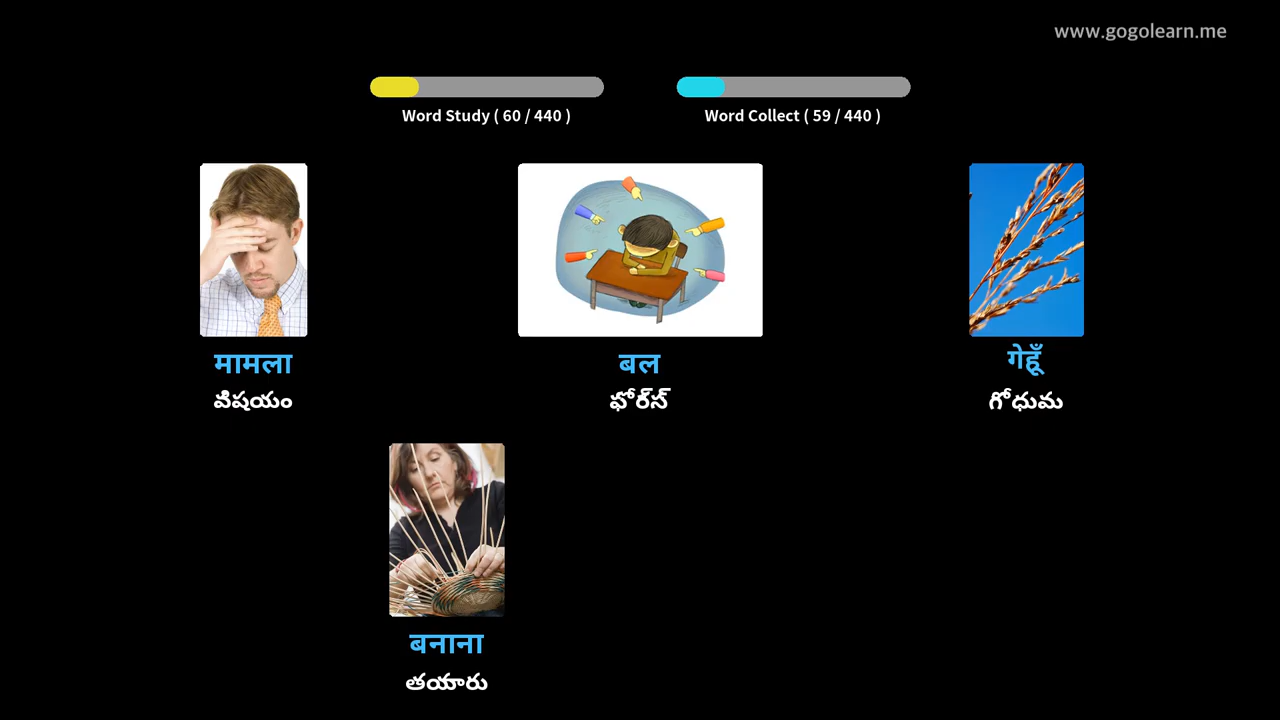 www.gogolearn.me
Word Study ( 60 / 440 )
Word Collect ( 59 / 440 )
मामला
విషయం
बल
ఫోర్స్
गेहूँ
గోధుమ
बनाना
తయారు